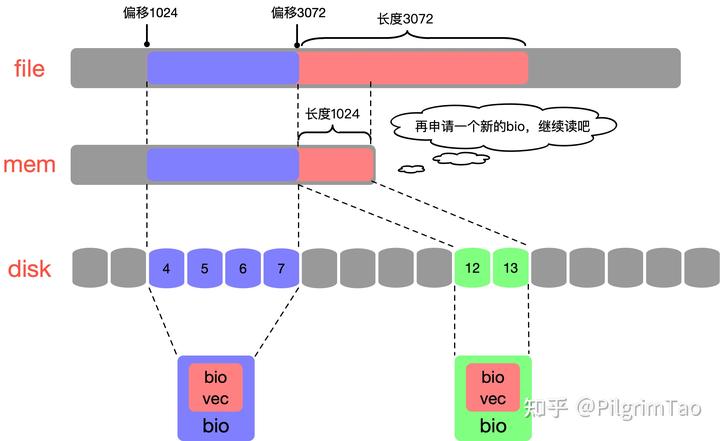 偏移1024
偏移3072
长度3072
file
长度1024
再申请一个新的bio，继续读吧
mem
disk
4
5
6
7
12
13
bio
vec
bio
bio
vec
bio
知乎 @PilgrimTao